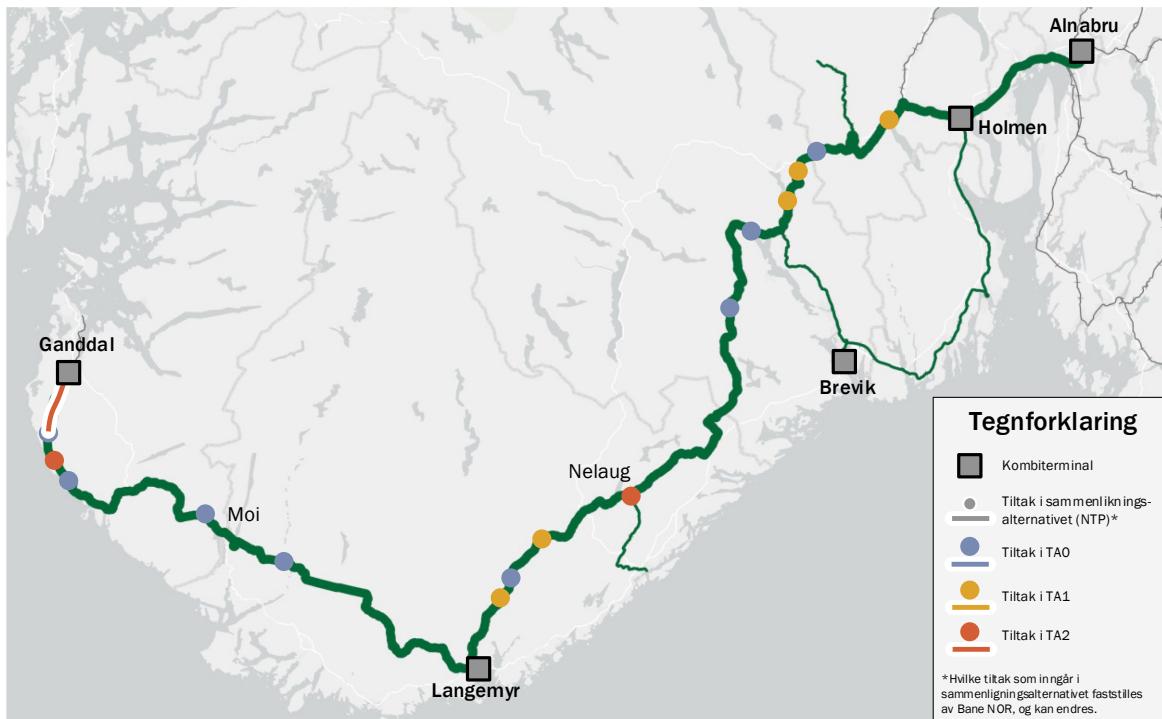 Alnabru
Holmen
Ganddal
Brevik
Nelaug
Moi
Langemyr
Tegnforklaring
Kombiterminal
Tiltak i sammenliknings-
alternativet (NTP)*
Tiltak i TA0
Tiltak i TA1
Tiltak i TA2
*Hvilke tiltak som inngår i
sammenligningsalternativet faststilles
av Bane NOR, og kan endres.